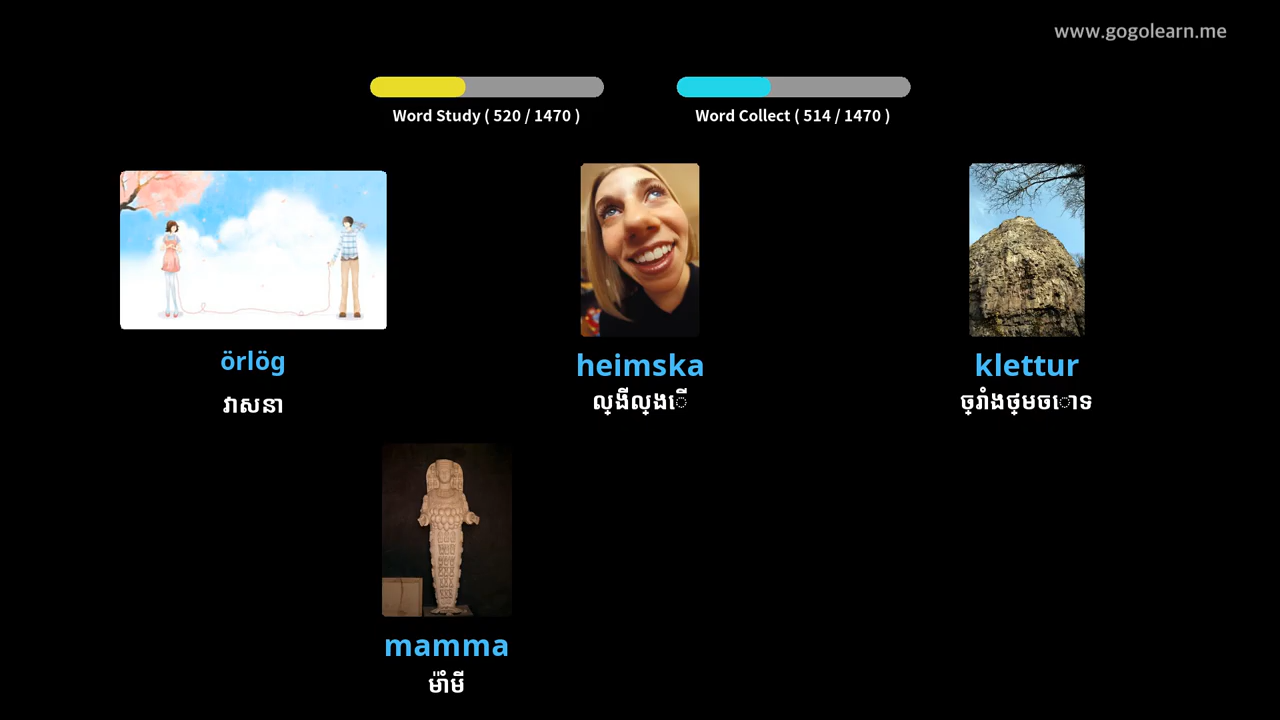 www.gogolearn.me
Word Study ( 520 / 1470 )
Word Collect ( 514 / 1470 )
örlög
វាសនា
heimska
ល្ងីល្ងើ
klettur
ច្រាំងថ្មចោទ
mamma
ម៉ាំមី